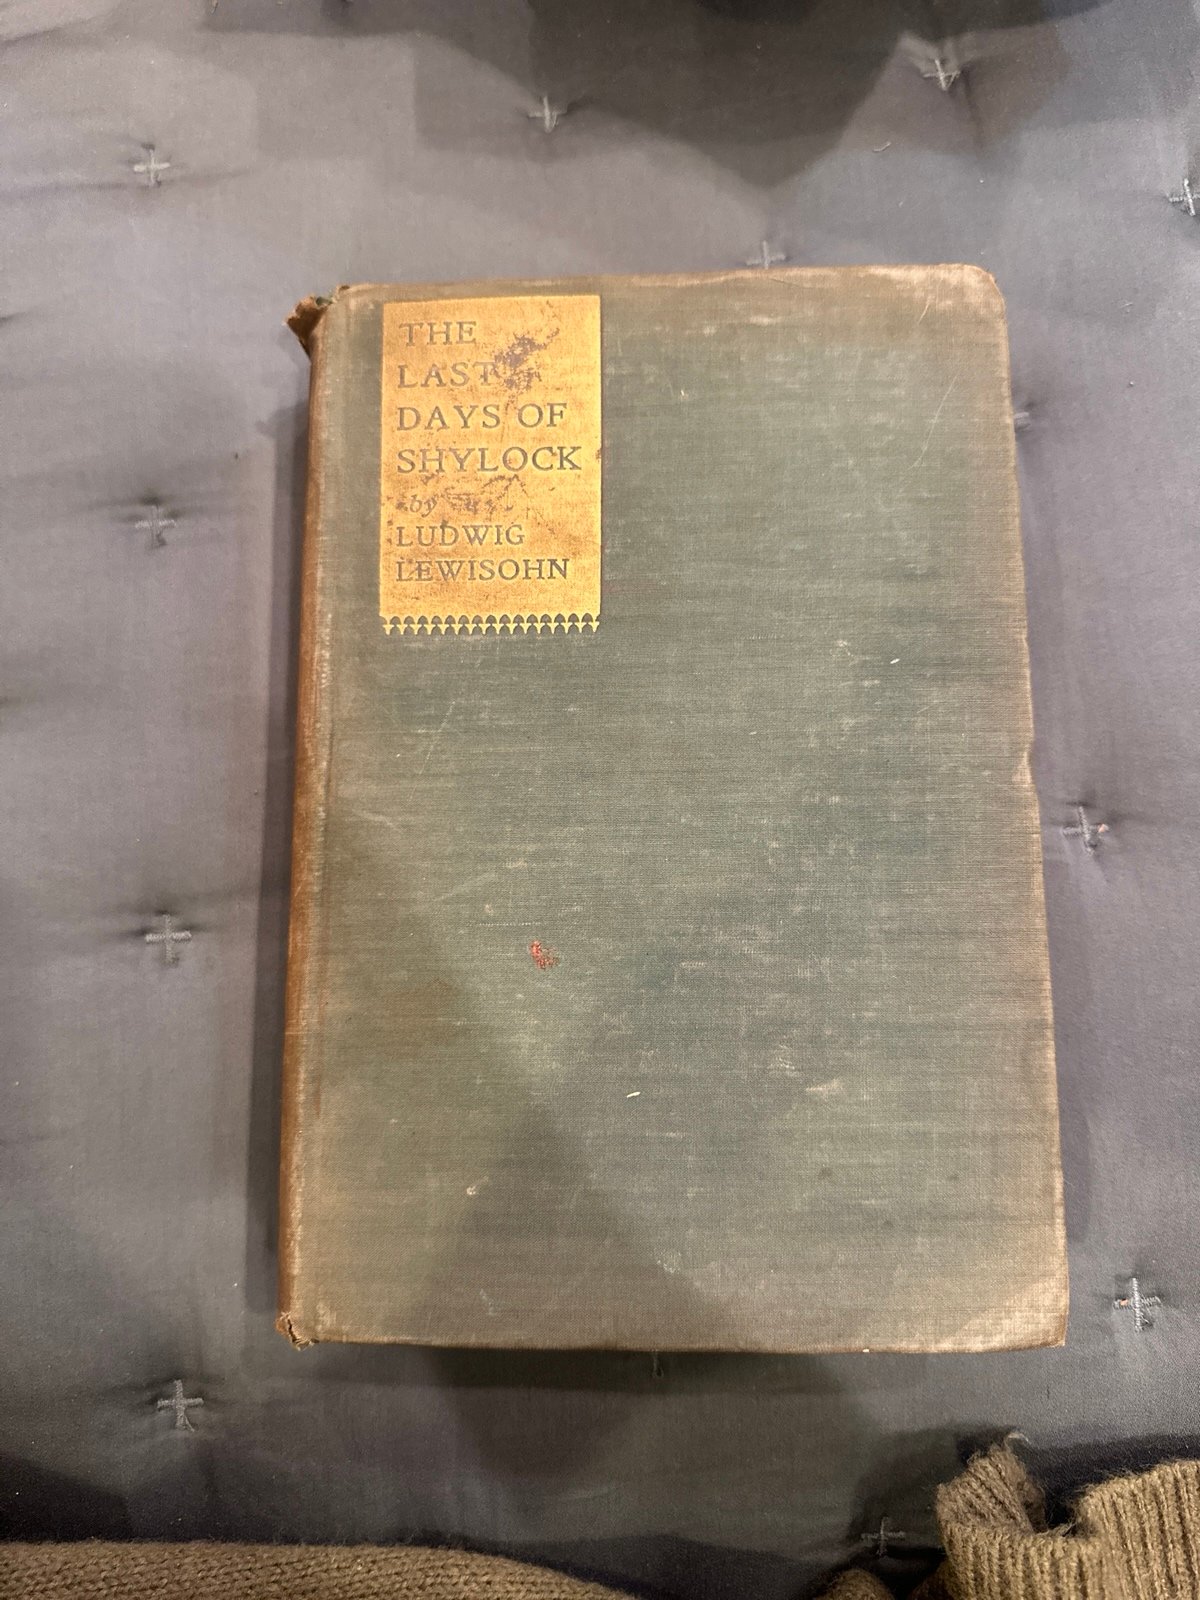 THE
LAST
DAYS OF
SHYLOCK
by
LUDWIG
LEWISOHN